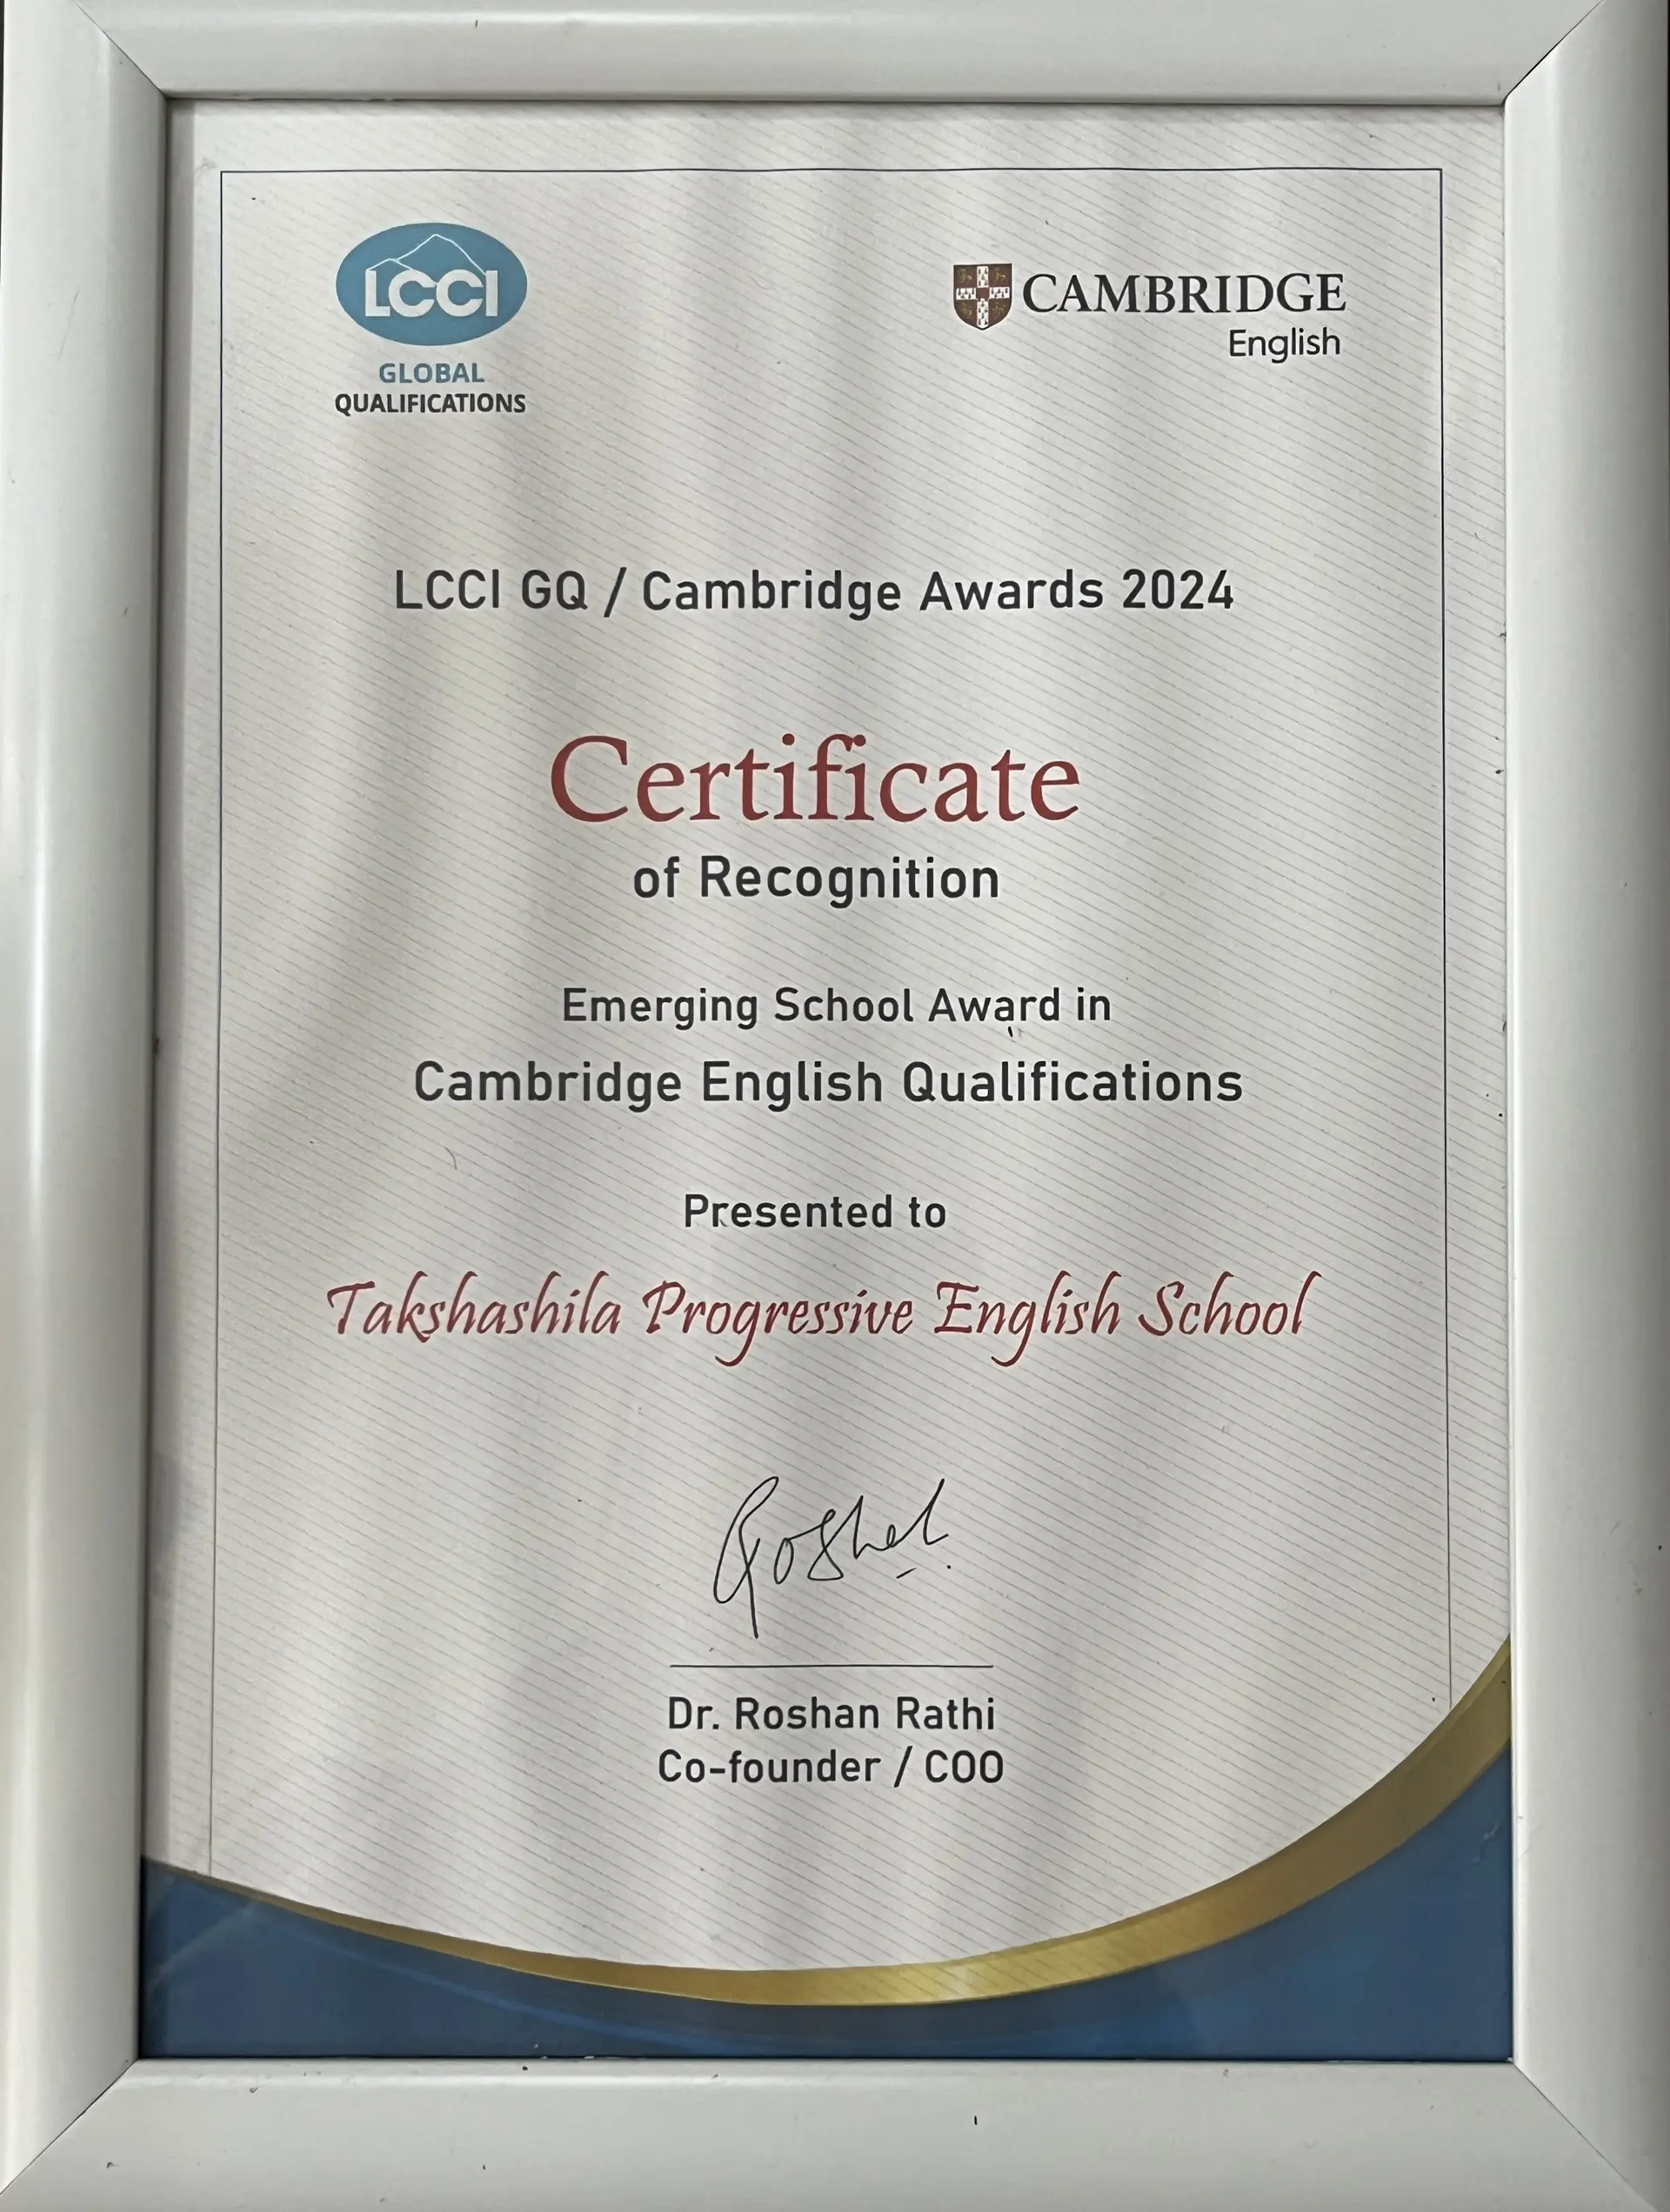 LCCI
GLOBAL
QUALIFICATIONS
CAMBRIDGE
English
LCCI GQ / Cambridge Awards 2024
Certificate
of Recognition
Emerging School Award in
Cambridge English Qualifications
Presented to
Takshashila Progressive English School
Dr. Roshan Rathi
Co-founder / COO